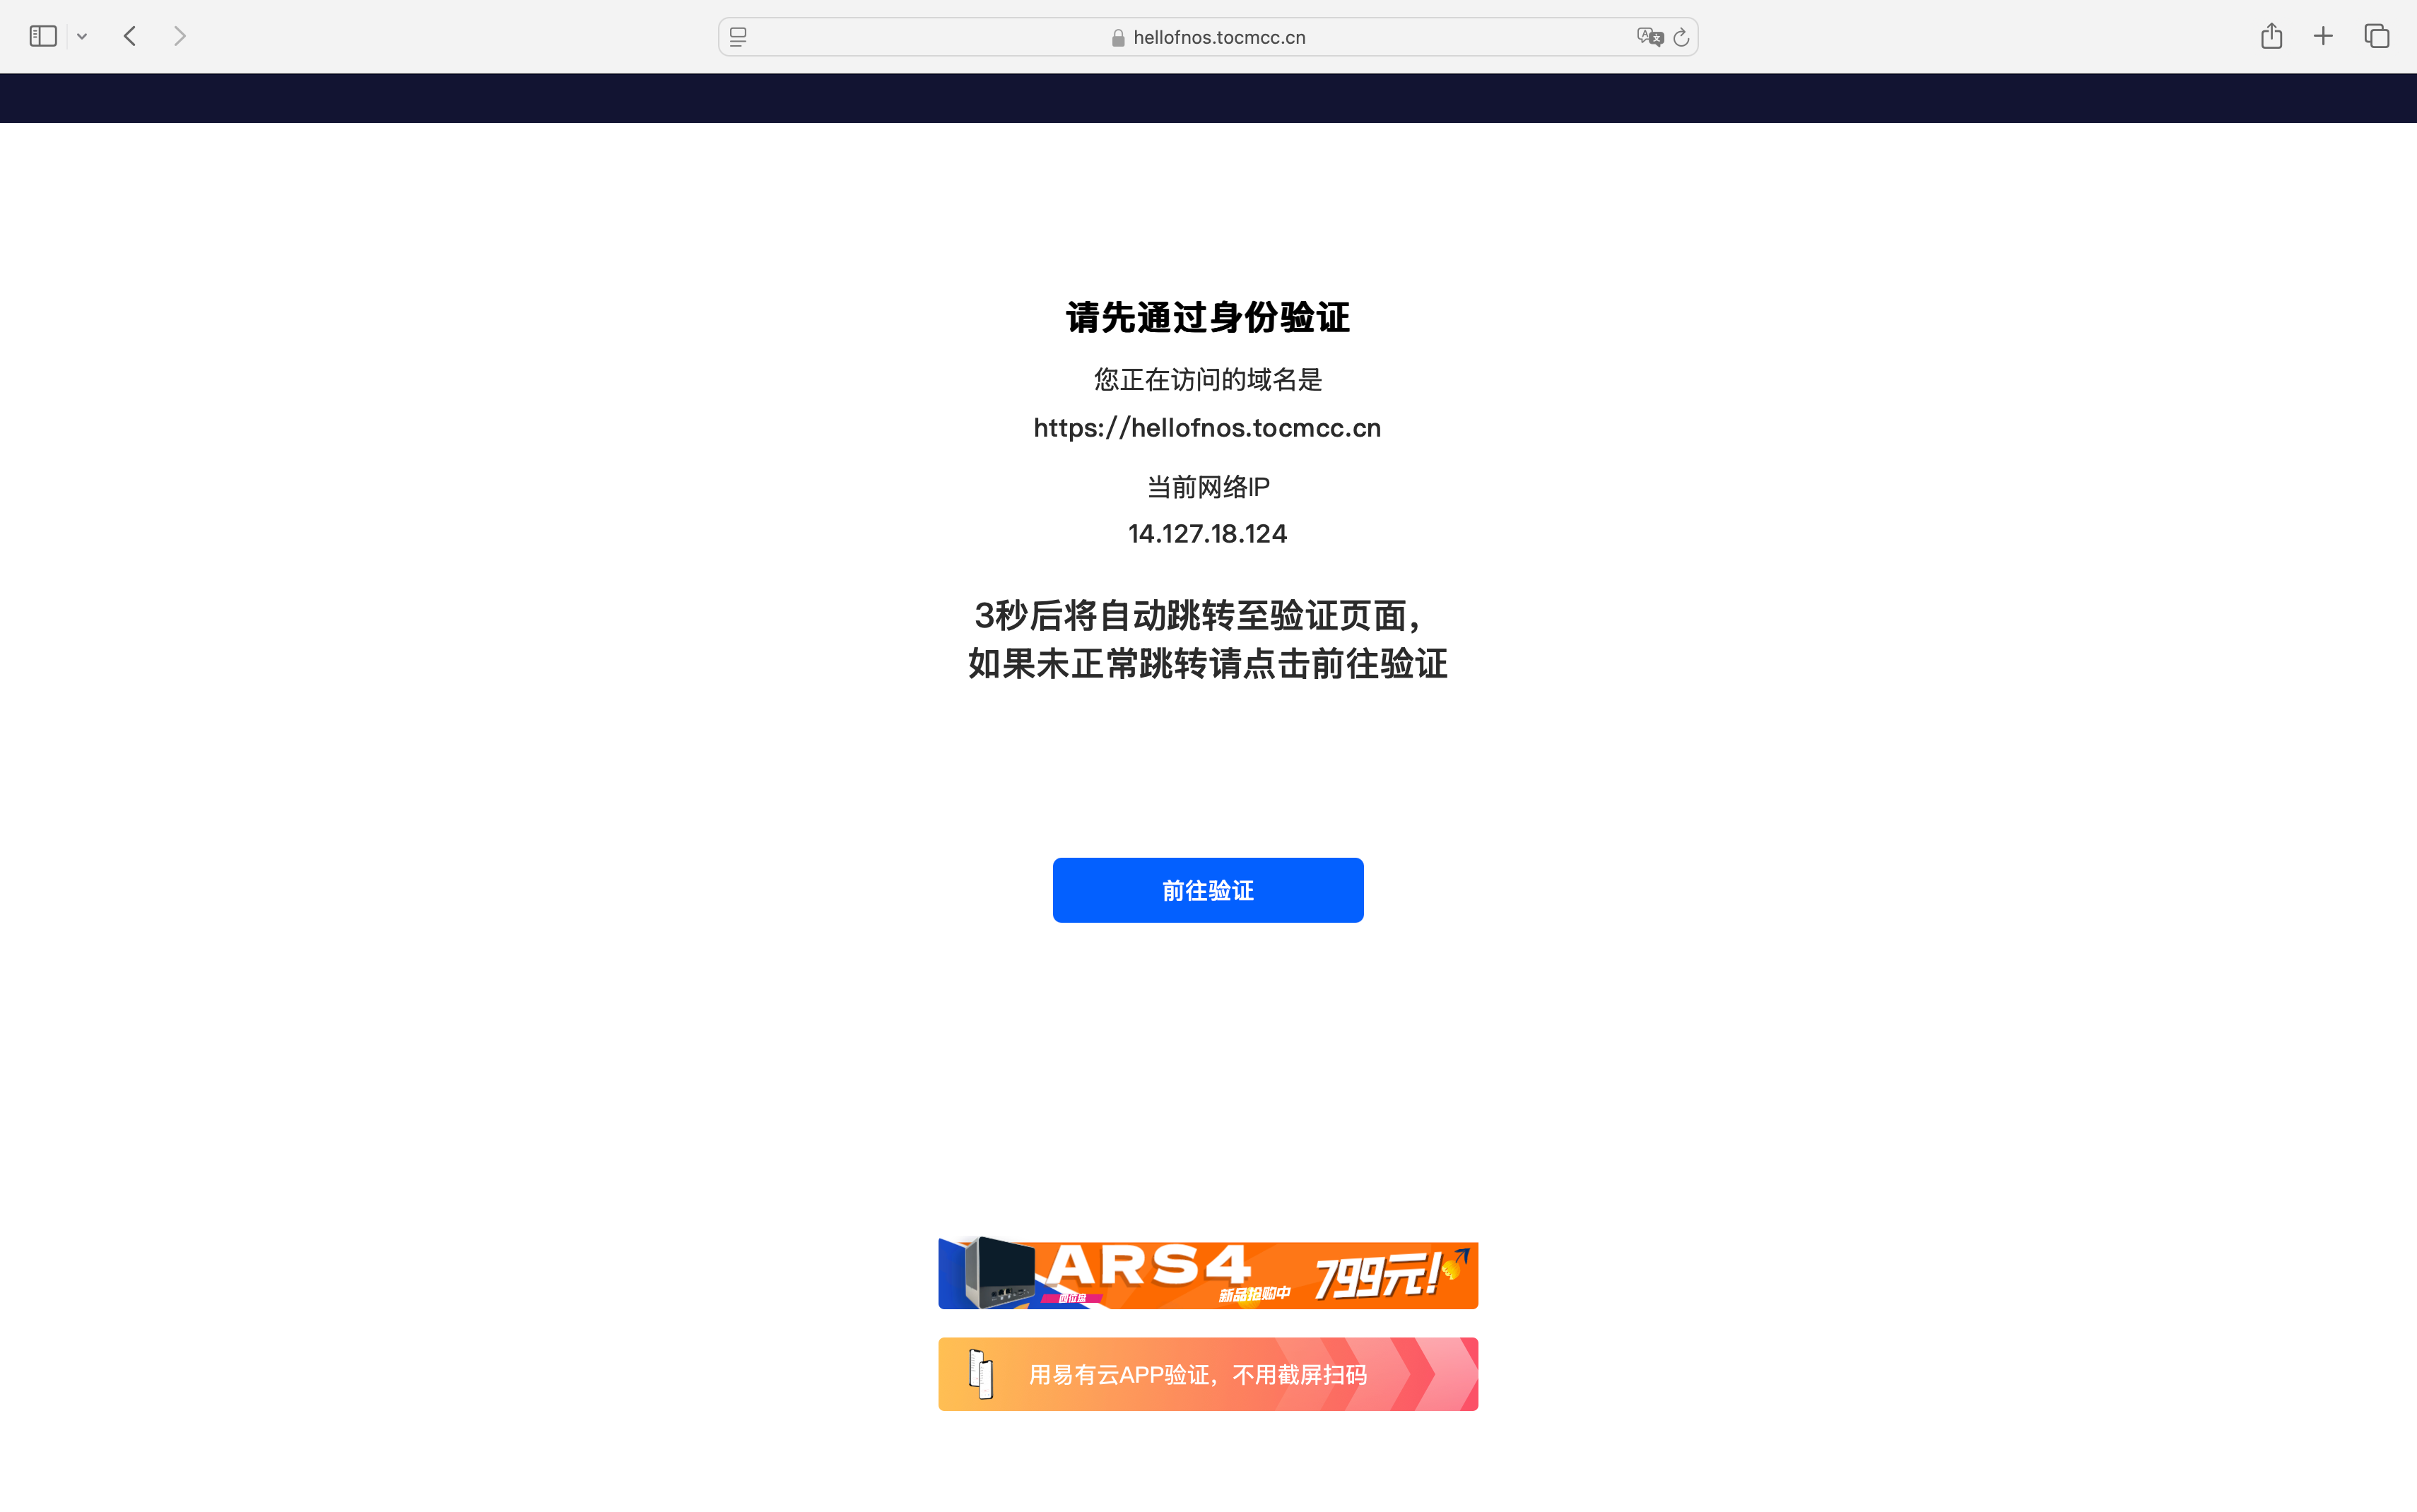 hellofnos.tocmcc.cn
请先通过身份验证
您正在访问的域名是
https://hellofnos.tocmcc.cn
当前网络IP
14.127.18.124
3秒后将自动跳转至验证页面，
如果未正常跳转请点击前往验证
前往验证
ARS4
新品抢购中
799元!
用易有云APP验证，不用截屏扫码